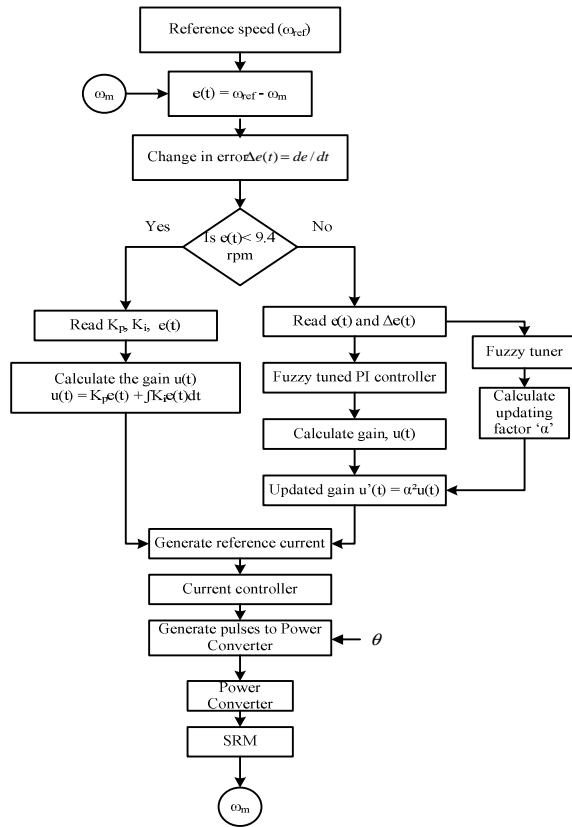 Reference speed (ωref)
ωm
e(t) = ωref - ωm
Change in errorΔe(t) = de / dt
Yes
No
Is e(t)< 9.4
rpm
Read Kp, Ki, e(t)
Read e(t) and Δe(t)
Fuzzy tuner
Calculate the gain u(t)
u(t) = Kpe(t) + ∫Kie(t)dt
Fuzzy tuned PI controller
Calculate
updating
factor ‘α’
Calculate gain, u(t)
Updated gain u’(t) = α²u(t)
Generate reference current
Current controller
Generate pulses to Power
Converter
θ
Power
Converter
SRM
ωm